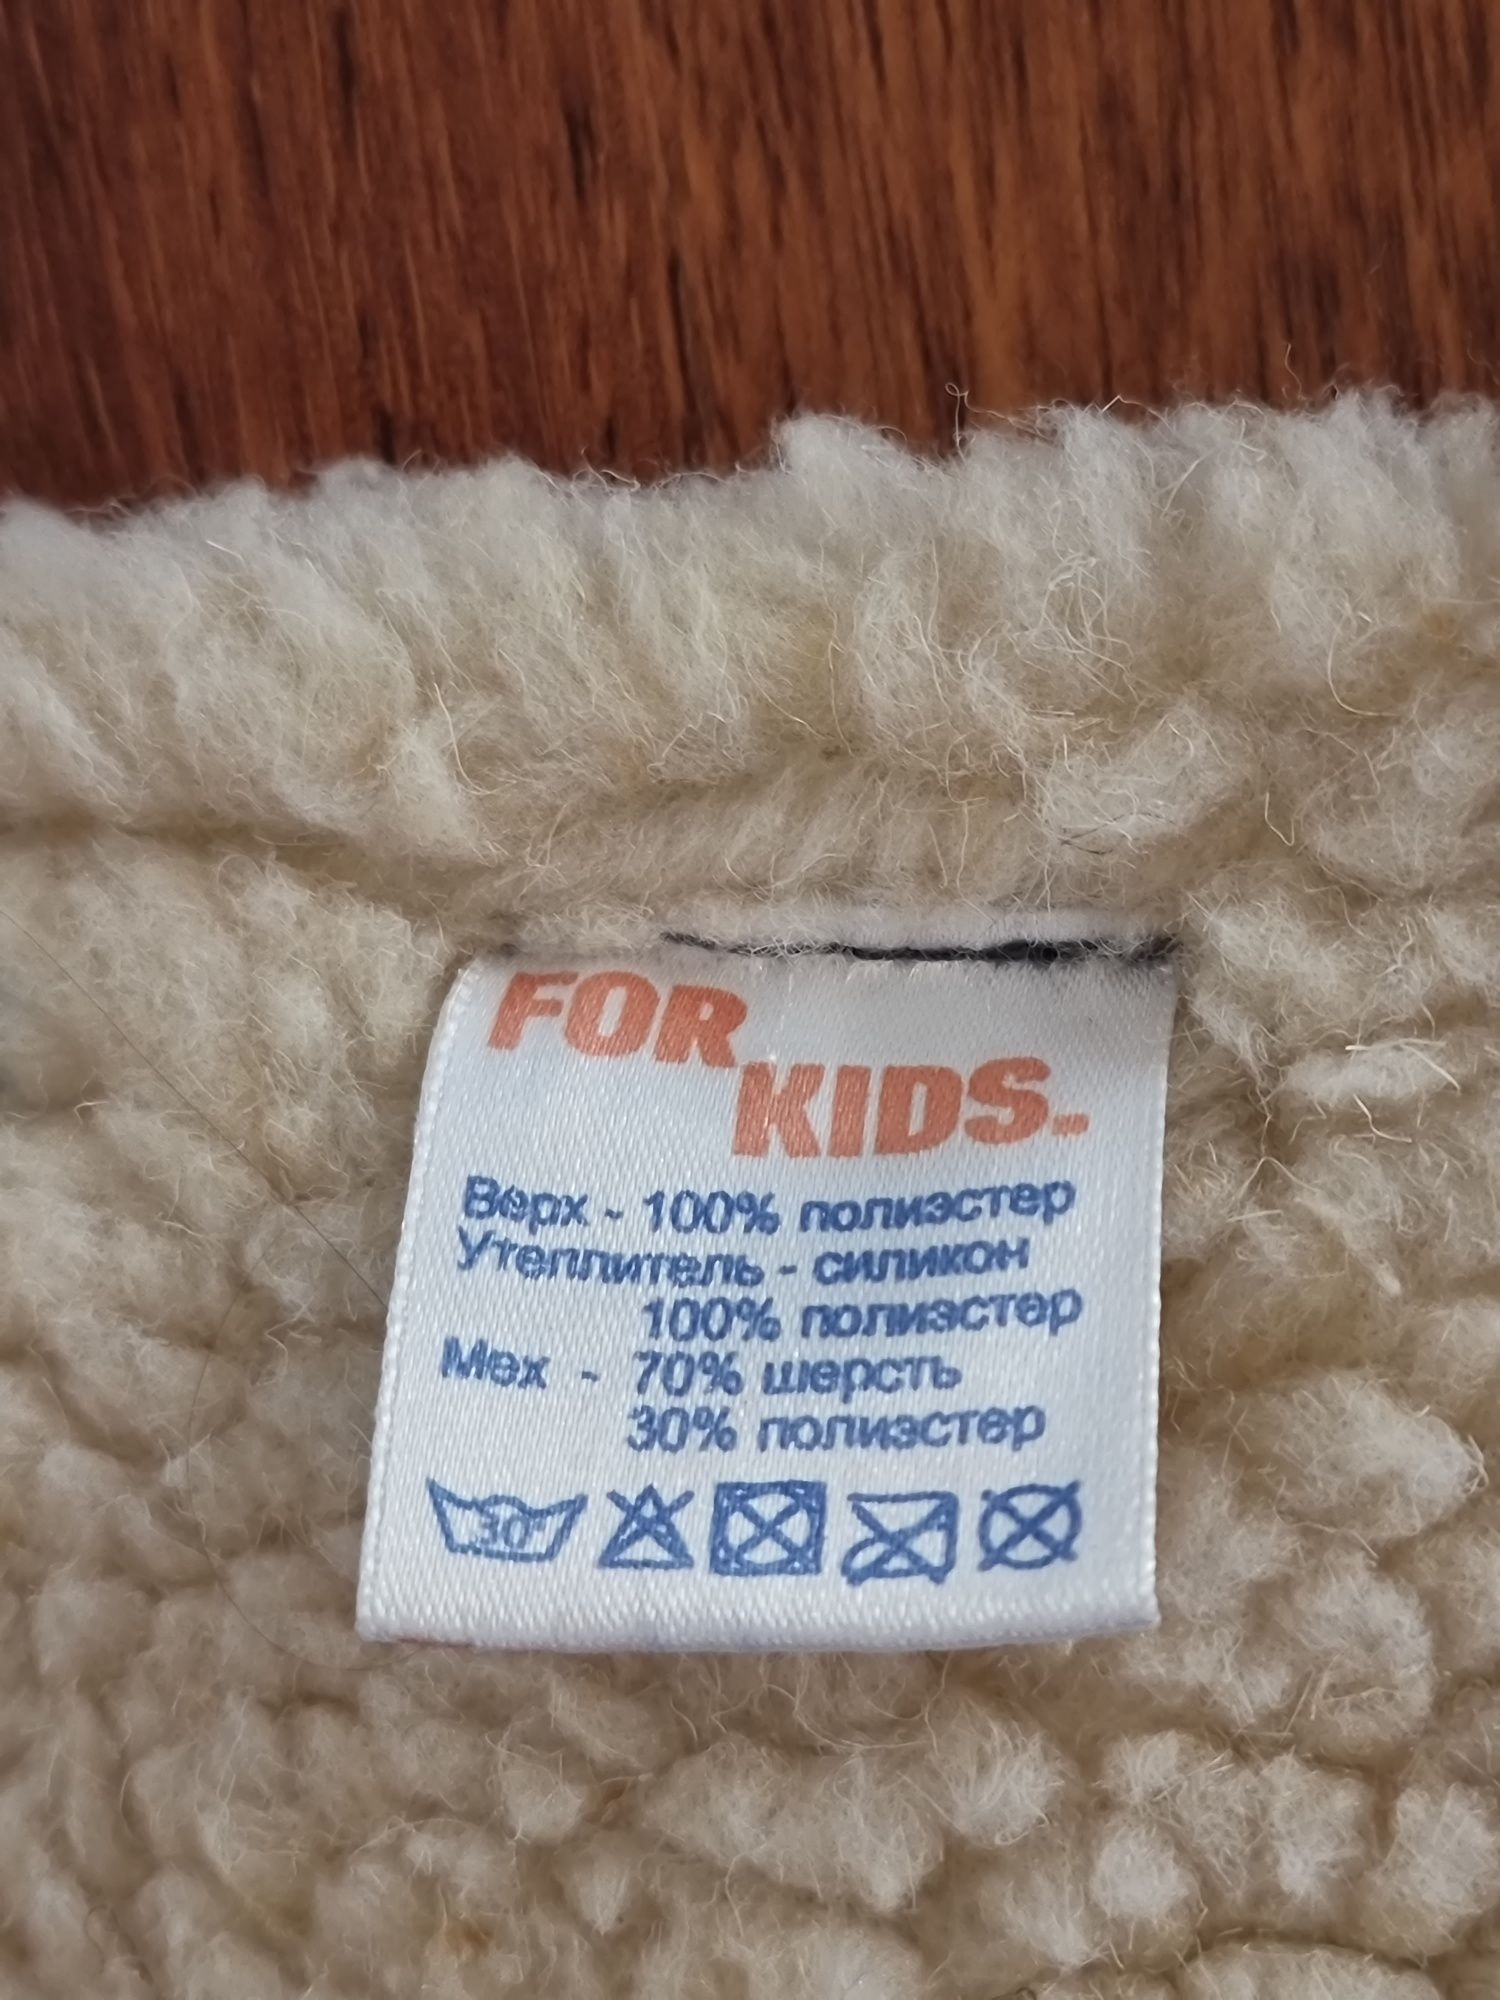 FOR
KIDS
Верх - 100% полиэстер
Утеплитель - силикон
100% полиэстер
Мех - 70% шерсть
30% полиэстер
30°